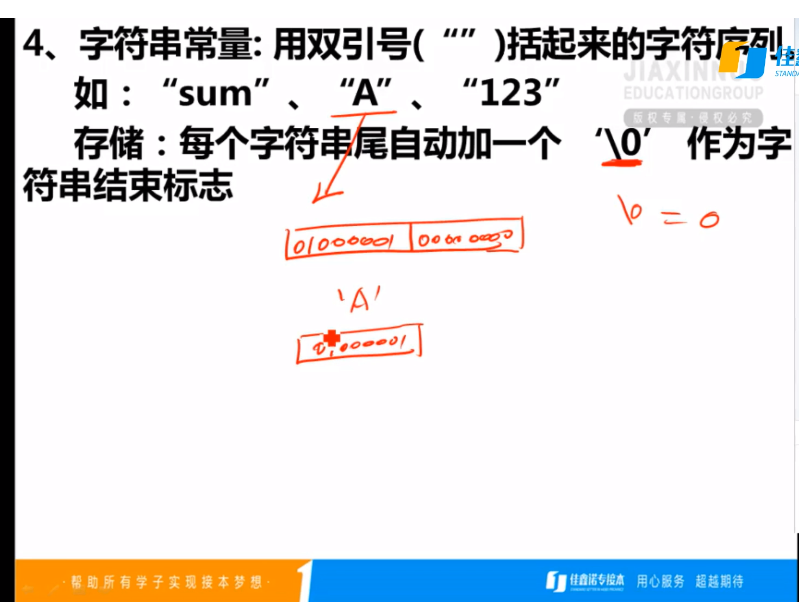 4、字符串常量: 用双引号(“”)括起来的字符序列。
佳鑫
STANDA
JIAXINNUO
EDUCATIONGROUP
如：“sum”、“A”、“123”
版权专属·侵权必究
存储：每个字符串尾自动加一个 ‘\0’ 作为字
符串结束标志
\0 = 0
01000001 00000000
'A'
01000001
·帮助所有学子实现接本梦想·
佳鑫诺专接本 用心服务 超越期待